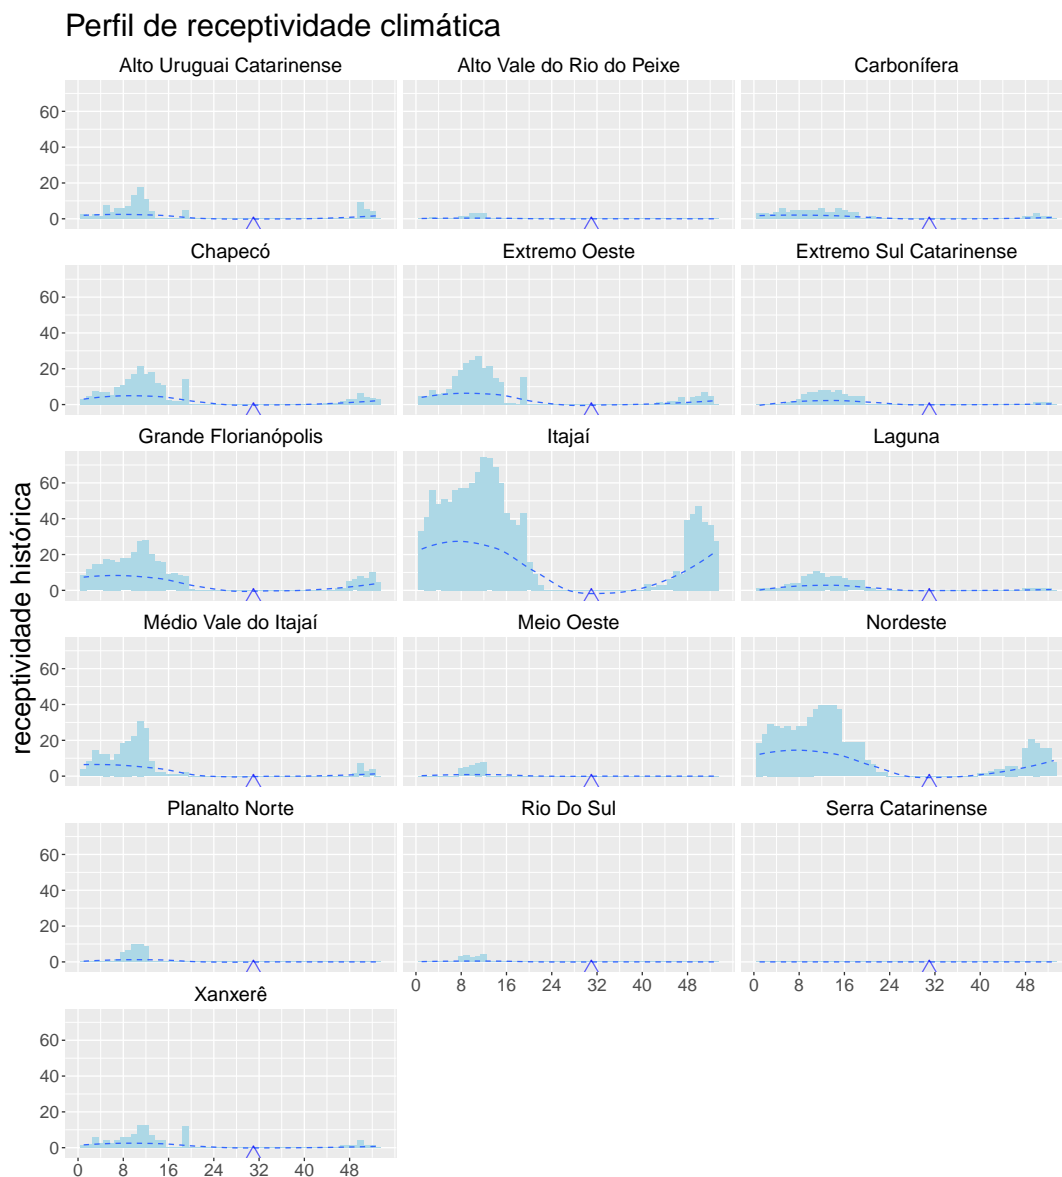 Perfil de receptividade climática
Alto Uruguai Catarinense
Alto Vale do Rio do Peixe
Carbonífera
60
40
20
0
Chapecó
Extremo Oeste
Extremo Sul Catarinense
60
40
20
0
Grande Florianópolis
Itajaí
Laguna
60
40
20
0
receptividade histórica
Médio Vale do Itajaí
Meio Oeste
Nordeste
60
40
20
0
Planalto Norte
Rio Do Sul
Serra Catarinense
60
40
20
0
0 8 16 24 32 40 48
0 8 16 24 32 40 48
Xanxerê
60
40
20
0
0 8 16 24 32 40 48